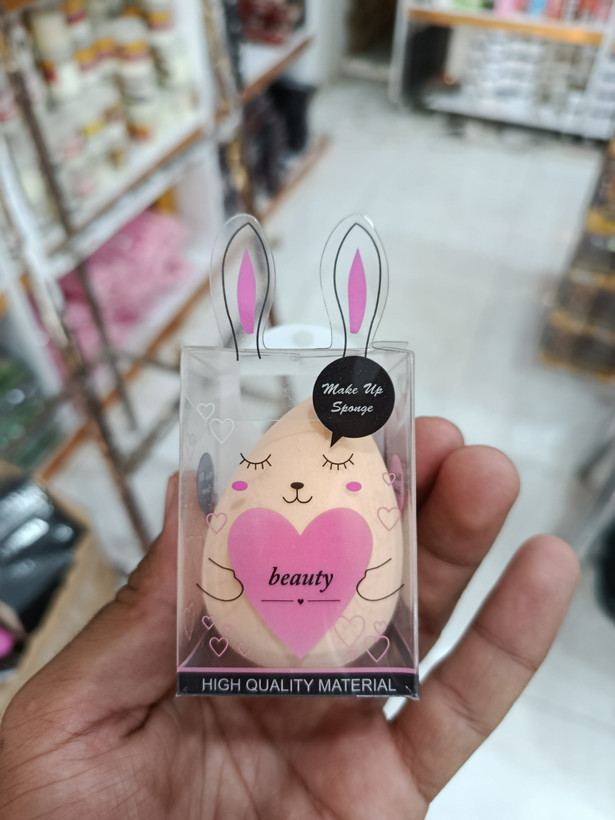 Make Up
Sponge
beauty
HIGH QUALITY MATERIAL